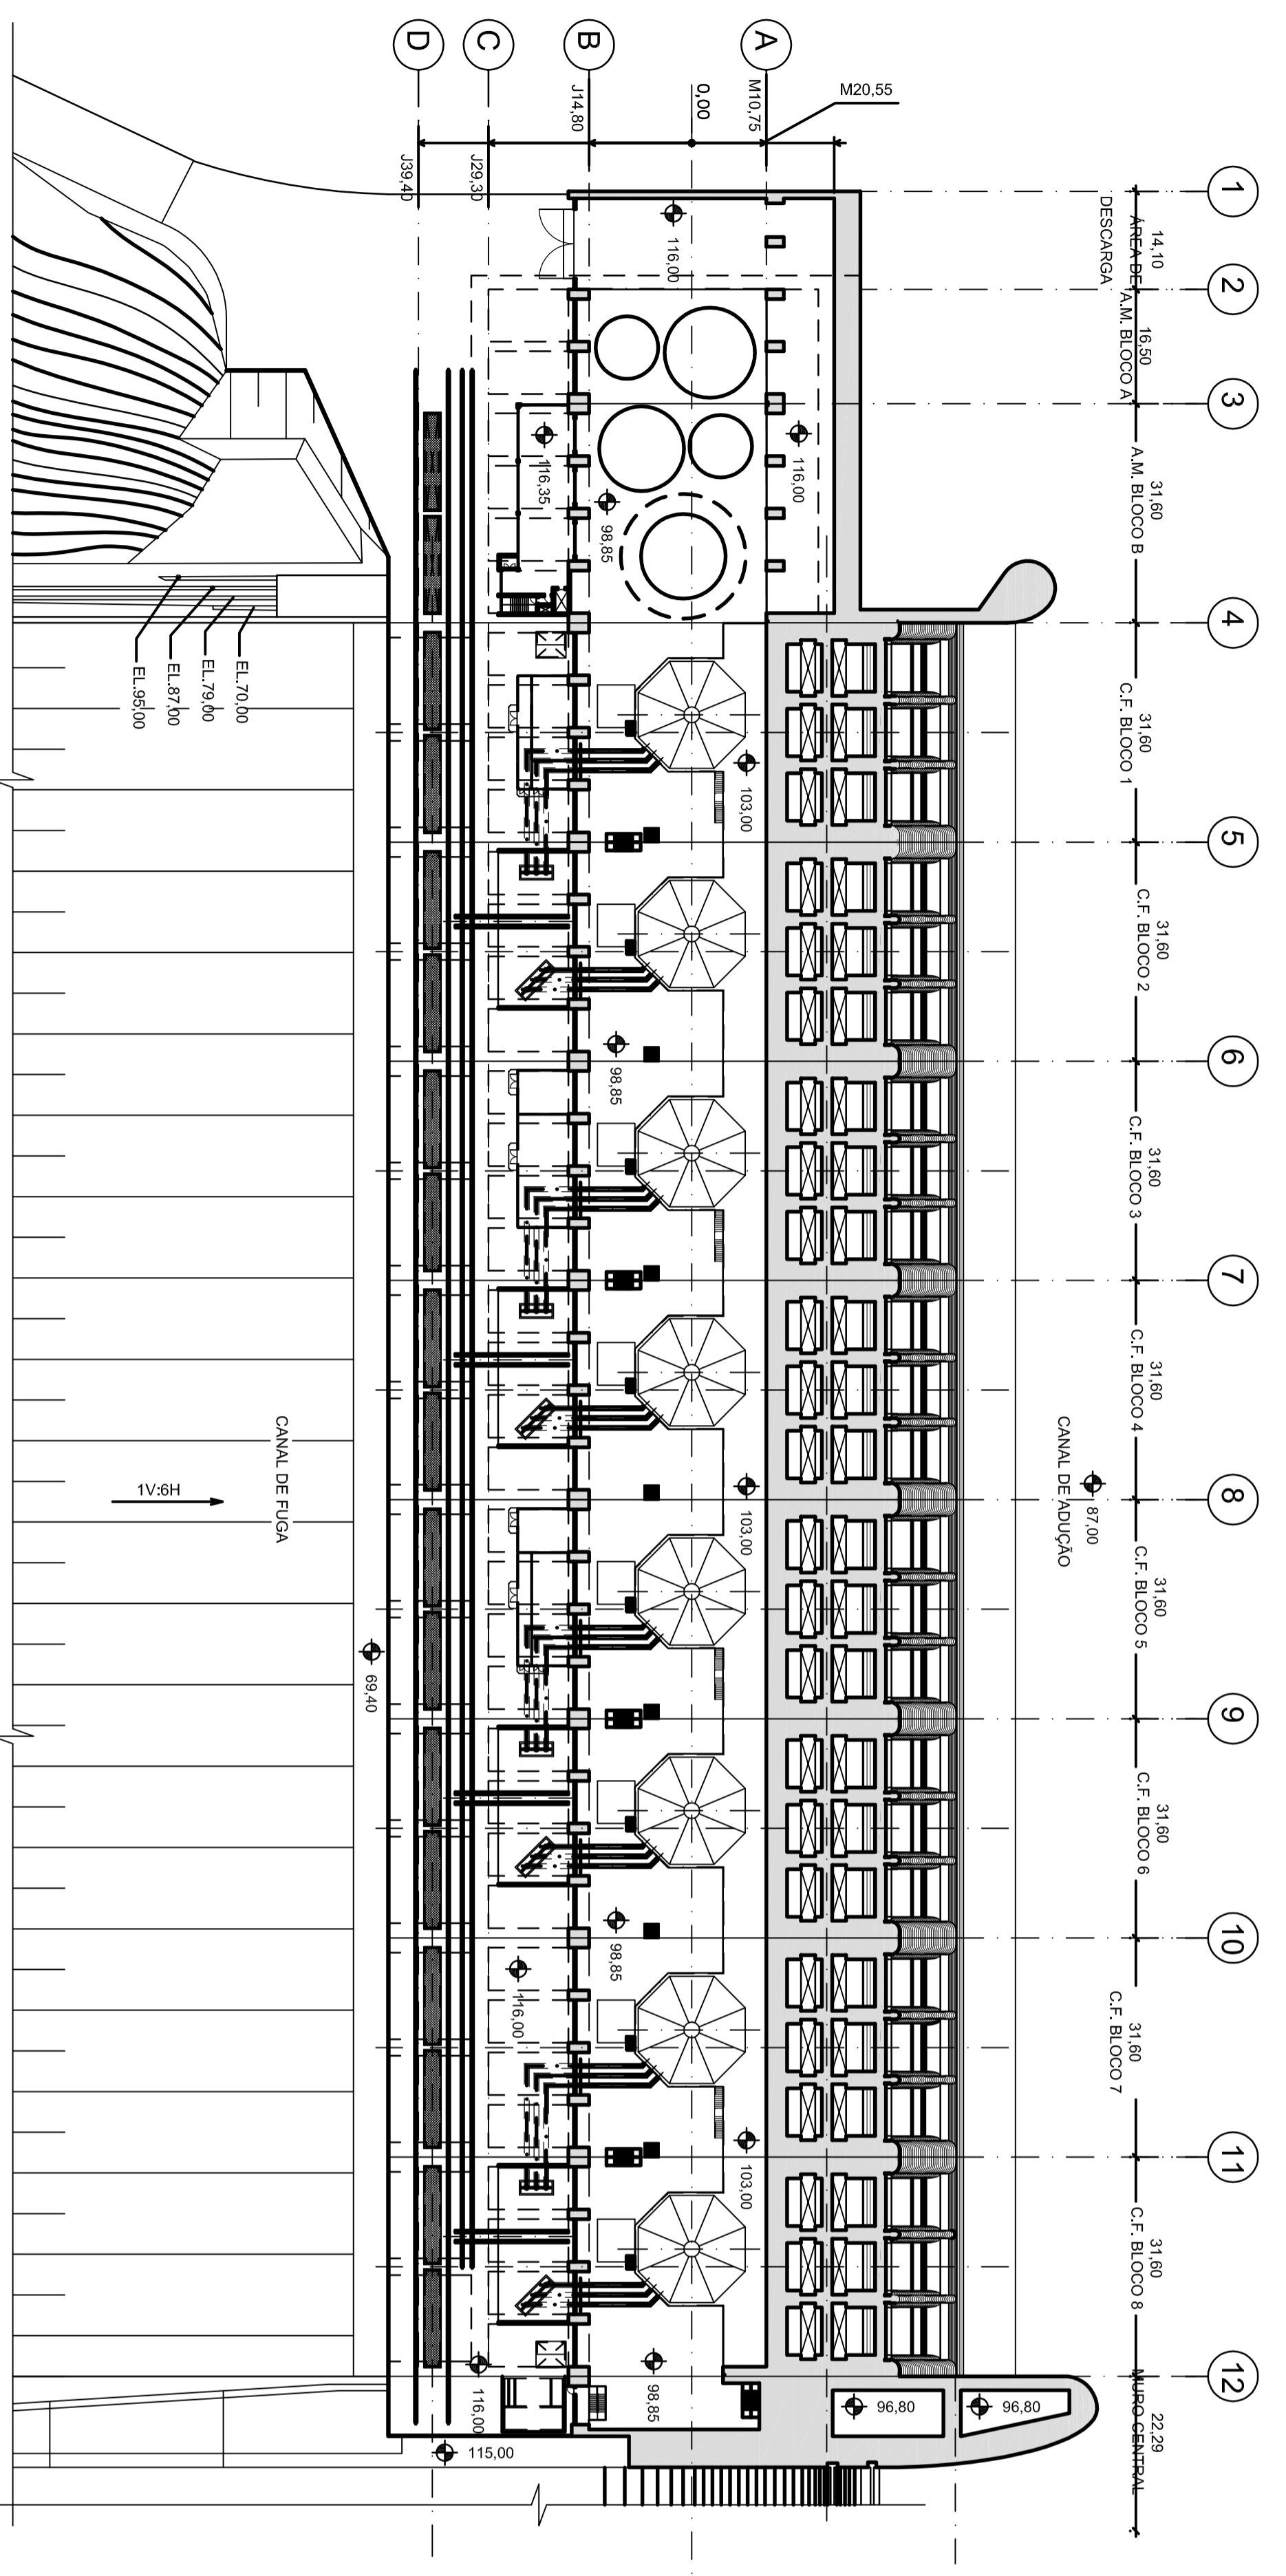 1
2
3
4
5
6
7
8
9
10
11
12
14,10
ÁREA DE
DESCARGA
16,50
A.M. BLOCO A
31,60
A.M. BLOCO B
31,60
C.F. BLOCO 1
31,60
C.F. BLOCO 2
31,60
C.F. BLOCO 3
31,60
C.F. BLOCO 4
31,60
C.F. BLOCO 5
31,60
C.F. BLOCO 6
31,60
C.F. BLOCO 7
31,60
C.F. BLOCO 8
22,29
MURO CENTRAL
87,00
CANAL DE ADUÇÃO
A
B
C
D
M20,55
M10,75
0,00
J14,80
J29,30
J39,40
116,00
116,00
116,35
98,85
103,00
98,85
103,00
98,85
116,00
103,00
98,85
96,80
96,80
116,00
115,00
69,40
EL.70,00
EL.79,00
EL.87,00
EL.95,00
CANAL DE FUGA
1V:6H